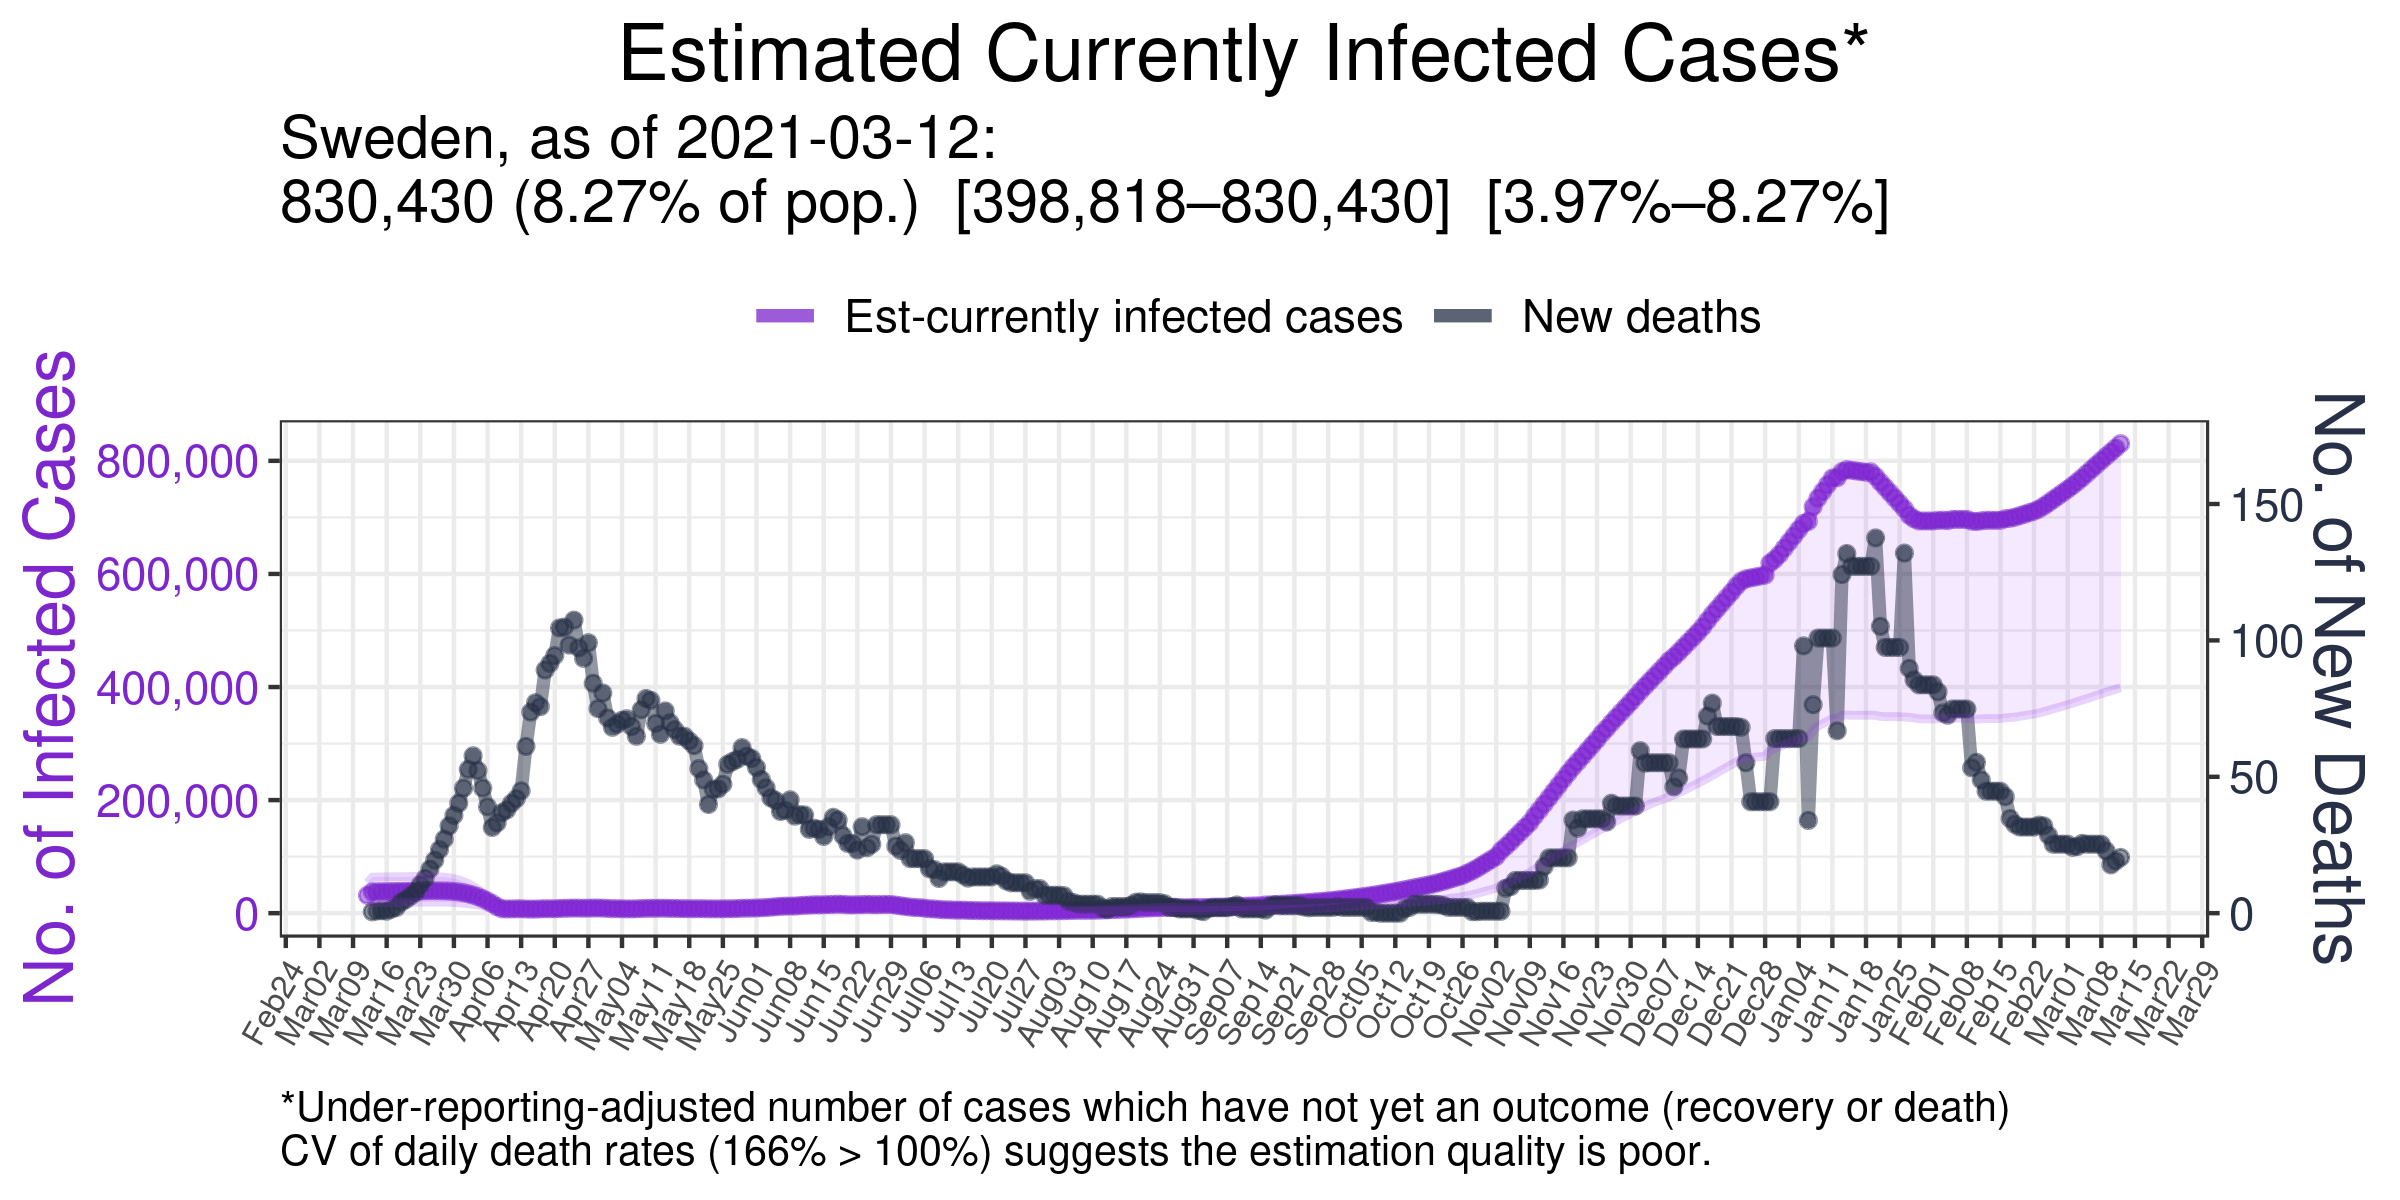 Estimated Currently Infected Cases*
Sweden, as of 2021-03-12:
830,430 (8.27% of pop.) [398,818–830,430] [3.97%–8.27%]
Est-currently infected cases
New deaths
No. of Infected Cases
800,000
600,000
400,000
200,000
0
150
100
50
0
No. of New Deaths
Feb24
Mar02
Mar09
Mar16
Mar23
Mar30
Apr06
Apr13
Apr20
Apr27
May04
May11
May18
May25
Jun01
Jun08
Jun15
Jun22
Jun29
Jul06
Jul13
Jul20
Jul27
Aug03
Aug10
Aug17
Aug24
Aug31
Sep07
Sep14
Sep21
Sep28
Oct05
Oct12
Oct19
Oct26
Nov02
Nov09
Nov16
Nov23
Nov30
Dec07
Dec14
Dec21
Dec28
Jan04
Jan11
Jan18
Jan25
Feb01
Feb08
Feb15
Feb22
Mar01
Mar08
Mar15
Mar22
Mar29
*Under-reporting-adjusted number of cases which have not yet an outcome (recovery or death)
CV of daily death rates (166% > 100%) suggests the estimation quality is poor.